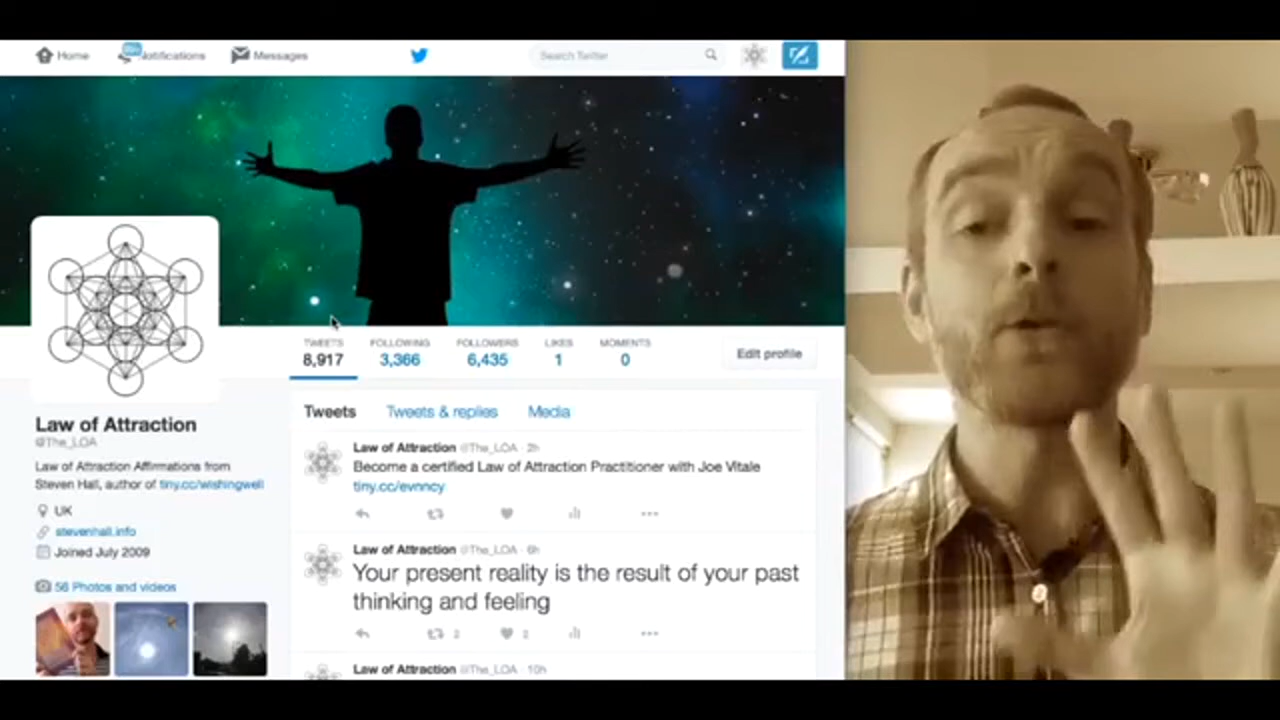 Home Notifications Messages Search Twitter
TWEETS FOLLOWING FOLLOWERS LIKES MOMENTS
8,917 3,366 6,435 1 0
Edit profile
Law of Attraction
@The_LOA
Law of Attraction Affirmations from
Steven Hall, author of tiny.cc/wishingwell
UK
stevenhall.info
Joined July 2009
56 Photos and videos
Tweets Tweets & replies Media
Law of Attraction @The_LOA · 2h
Become a certified Law of Attraction Practitioner with Joe Vitale
tiny.cc/evnncy
Law of Attraction @The_LOA · 6h
Your present reality is the result of your past
thinking and feeling
2 2
Law of Attraction @The_LOA · 10h